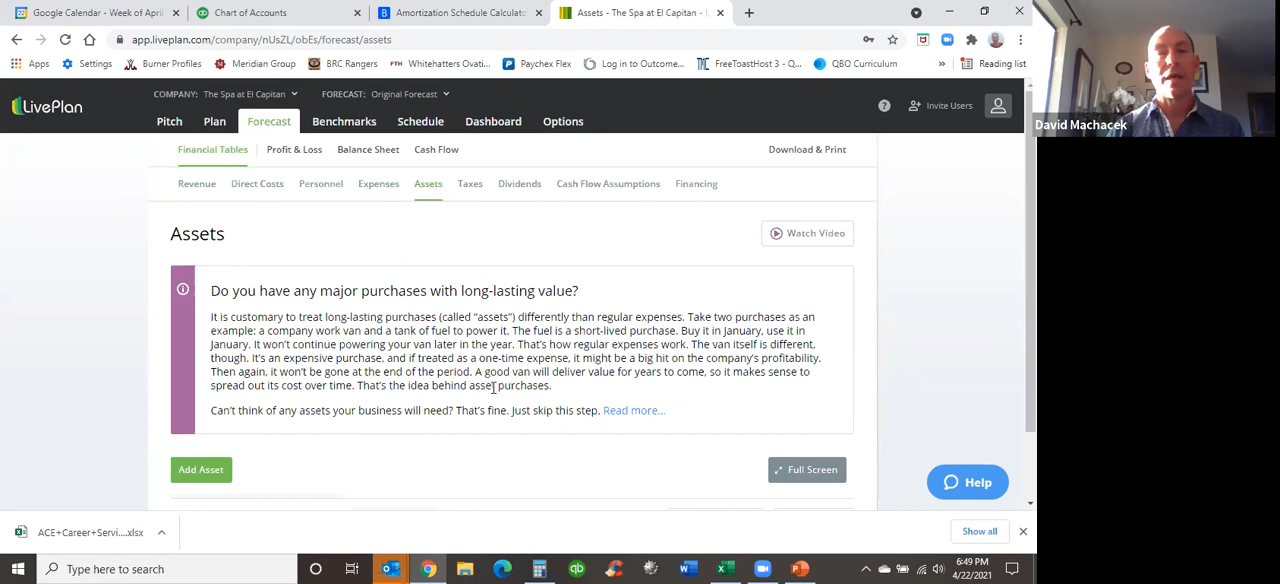 Google Calendar - Week of April
Chart of Accounts
Amortization Schedule Calculato
Assets - The Spa at El Capitan -
app.liveplan.com/company/nUsZL/obEs/forecast/assets
Apps
Settings
Burner Profiles
Meridian Group
BRC Rangers
FTH
Whitehatters Ovati...
Paychex Flex
Log in to Outcome...
FreeToastHost 3 - Q...
QBO Curriculum
»
Reading list
David Machacek
LivePlan
COMPANY: The Spa at El Capitan
FORECAST: Original Forecast
Invite Users
Pitch
Plan
Forecast
Benchmarks
Schedule
Dashboard
Options
Financial Tables
Profit & Loss
Balance Sheet
Cash Flow
Download & Print
Revenue
Direct Costs
Personnel
Expenses
Assets
Taxes
Dividends
Cash Flow Assumptions
Financing
Assets
Watch Video
Do you have any major purchases with long-lasting value?
It is customary to treat long-lasting purchases (called "assets") differently than regular expenses. Take two purchases as an
example: a company work van and a tank of fuel to power it. The fuel is a short-lived purchase. Buy it in January, use it in
January. It won't continue powering your van later in the year. That's how regular expenses work. The van itself is different,
though. It's an expensive purchase, and if treated as a one-time expense, it might be a big hit on the company's profitability.
Then again, it won't be gone at the end of the period. A good van will deliver value for years to come, so it makes sense to
spread out its cost over time. That's the idea behind asset purchases.
Can't think of any assets your business will need? That's fine. Just skip this step. Read more...
Add Asset
Full Screen
Help
ACE+Career+Servi....xlsx
Show all
Type here to search
6:49 PM
4/22/2021